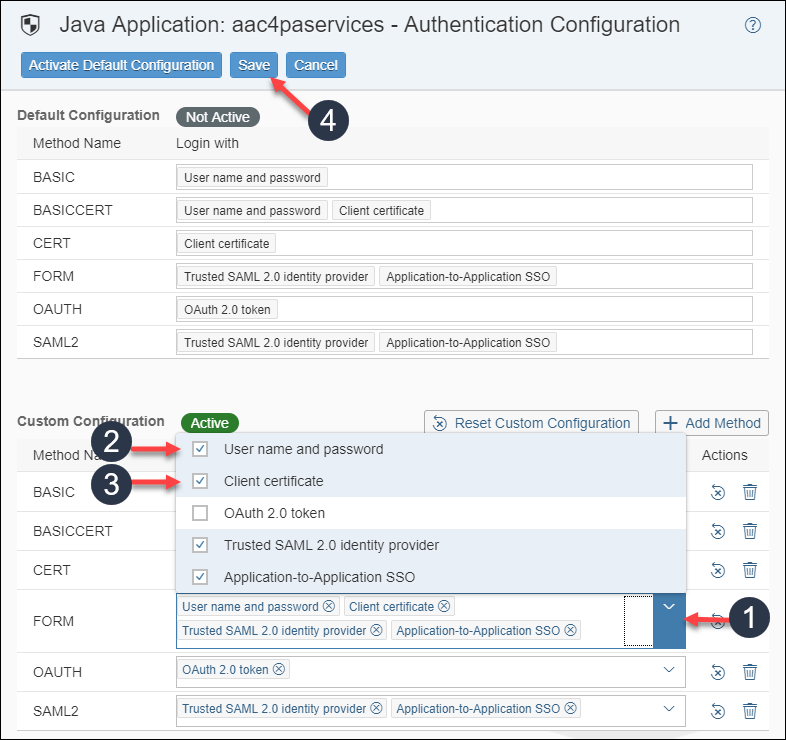 Java Application: aac4paservices - Authentication Configuration ?
Activate Default Configuration Save Cancel
4
Default Configuration Not Active
Method Name Login with
BASIC User name and password
BASICCERT User name and password Client certificate
CERT Client certificate
FORM Trusted SAML 2.0 identity provider Application-to-Application SSO
OAUTH OAuth 2.0 token
SAML2 Trusted SAML 2.0 identity provider Application-to-Application SSO
Custom Configuration Active Reset Custom Configuration + Add Method
2 User name and password
Method Na Actions
3 Client certificate
BASIC
OAuth 2.0 token
BASICCERT
Trusted SAML 2.0 identity provider
CERT
Application-to-Application SSO
User name and password Client certificate
FORM 1
Trusted SAML 2.0 identity provider Application-to-Application SSO
OAUTH OAuth 2.0 token
SAML2 Trusted SAML 2.0 identity provider Application-to-Application SSO